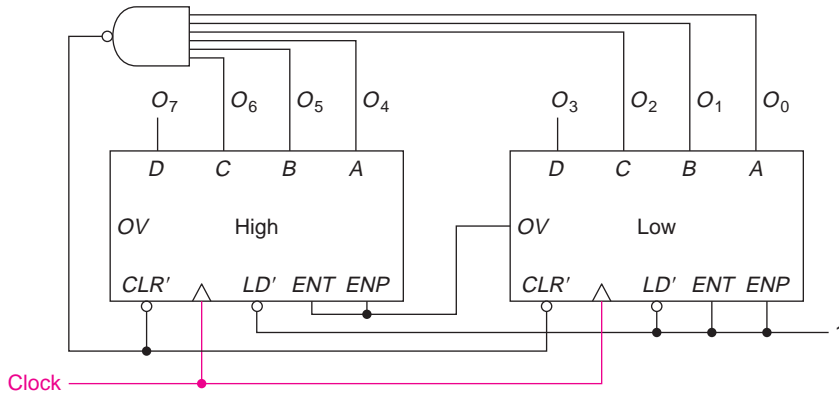 O7 O6 O5 O4 O3 O2 O1 O0
D C B A D C B A
OV High OV Low
CLR' LD' ENT ENP CLR' LD' ENT ENP
Clock